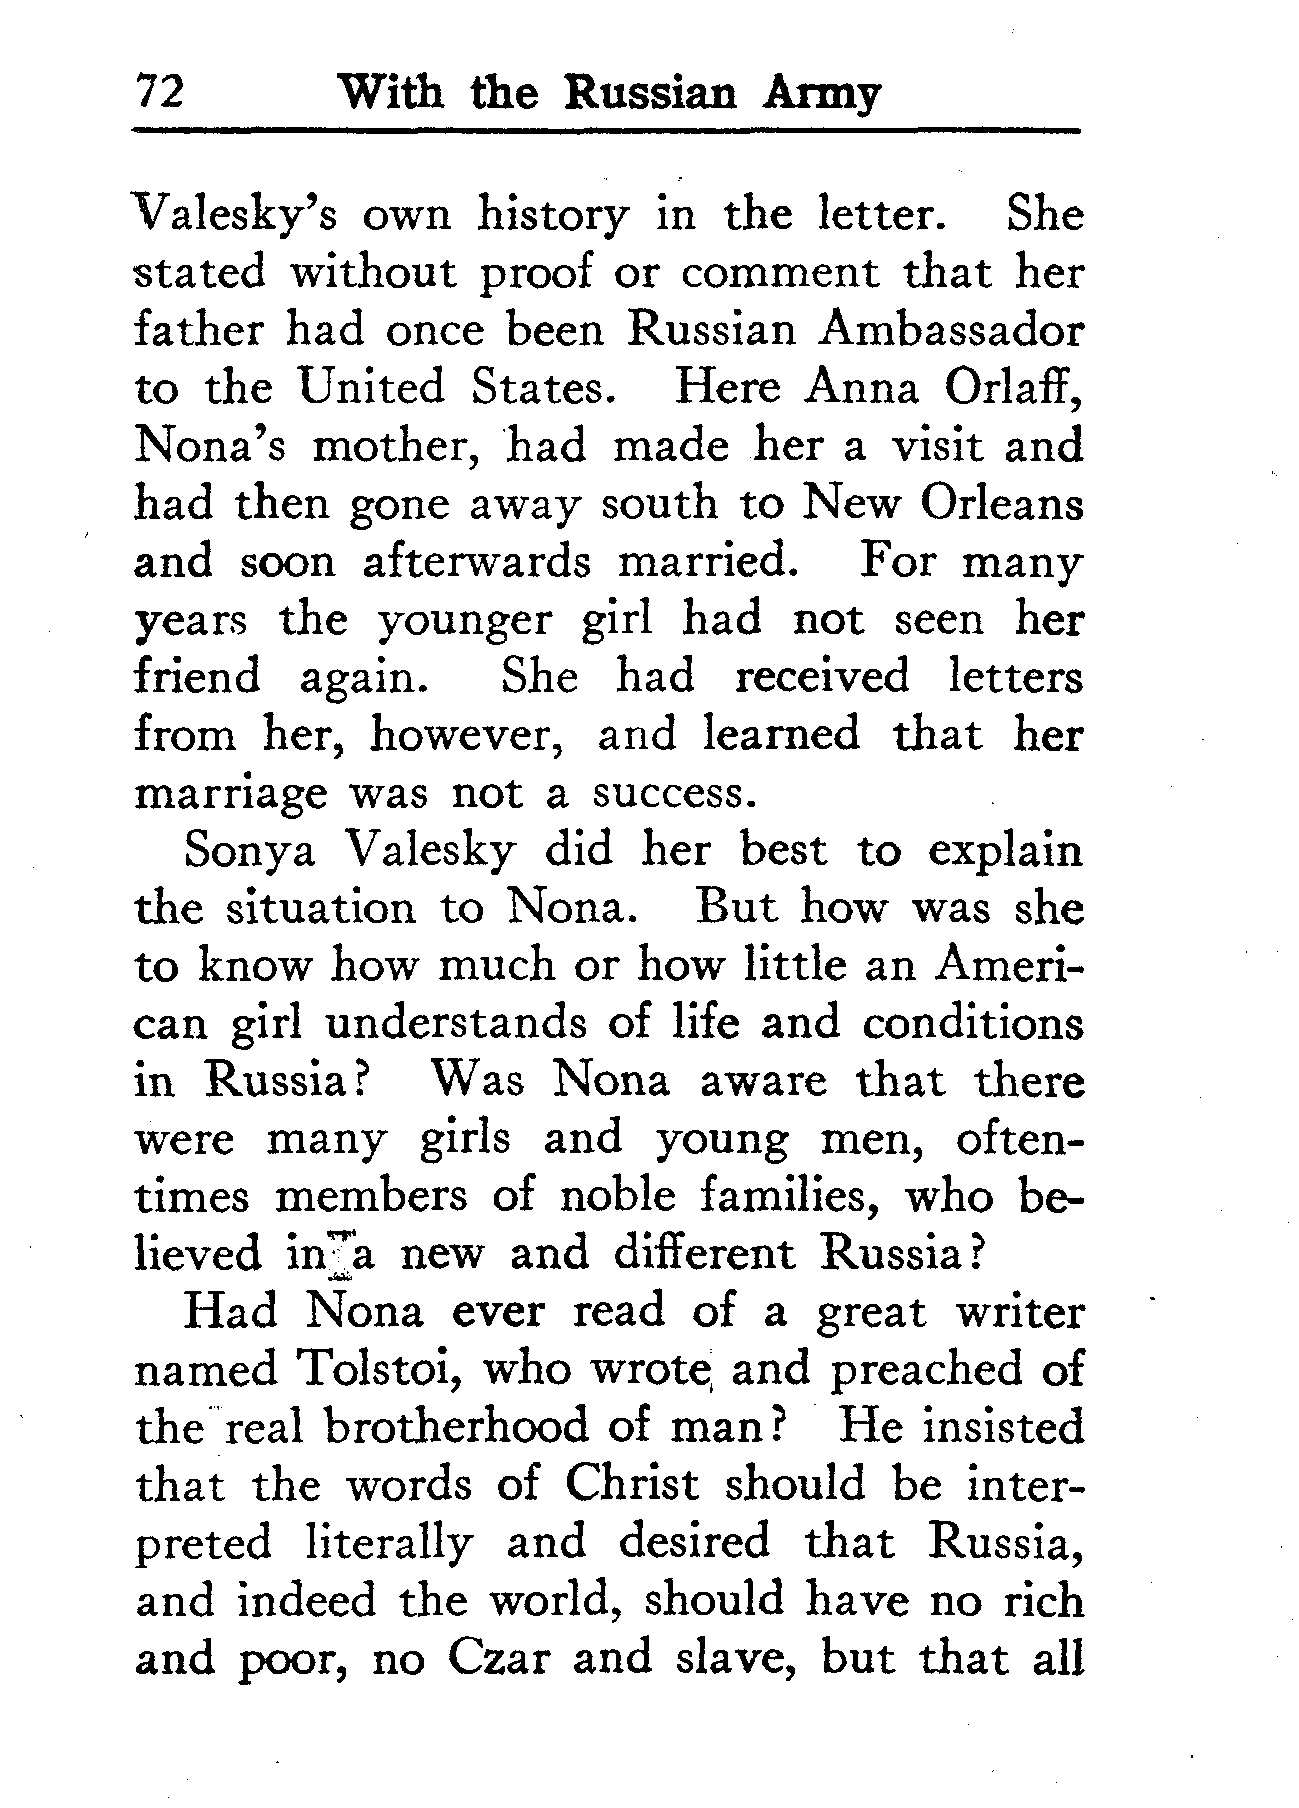 72 With the Russian Army
Valesky's own history in the letter. She
stated without proof or comment that her
father had once been Russian Ambassador
to the United States. Here Anna Orlaff,
Nona's mother, had made her a visit and
had then gone away south to New Orleans
and soon afterwards married. For many
years the younger girl had not seen her
friend again. She had received letters
from her, however, and learned that her
marriage was not a success.
Sonya Valesky did her best to explain
the situation to Nona. But how was she
to know how much or how little an Ameri-
can girl understands of life and conditions
in Russia? Was Nona aware that there
were many girls and young men, often-
times members of noble families, who be-
lieved in a new and different Russia?
Had Nona ever read of a great writer
named Tolstoi, who wrote and preached of
the real brotherhood of man? He insisted
that the words of Christ should be inter-
preted literally and desired that Russia,
and indeed the world, should have no rich
and poor, no Czar and slave, but that all